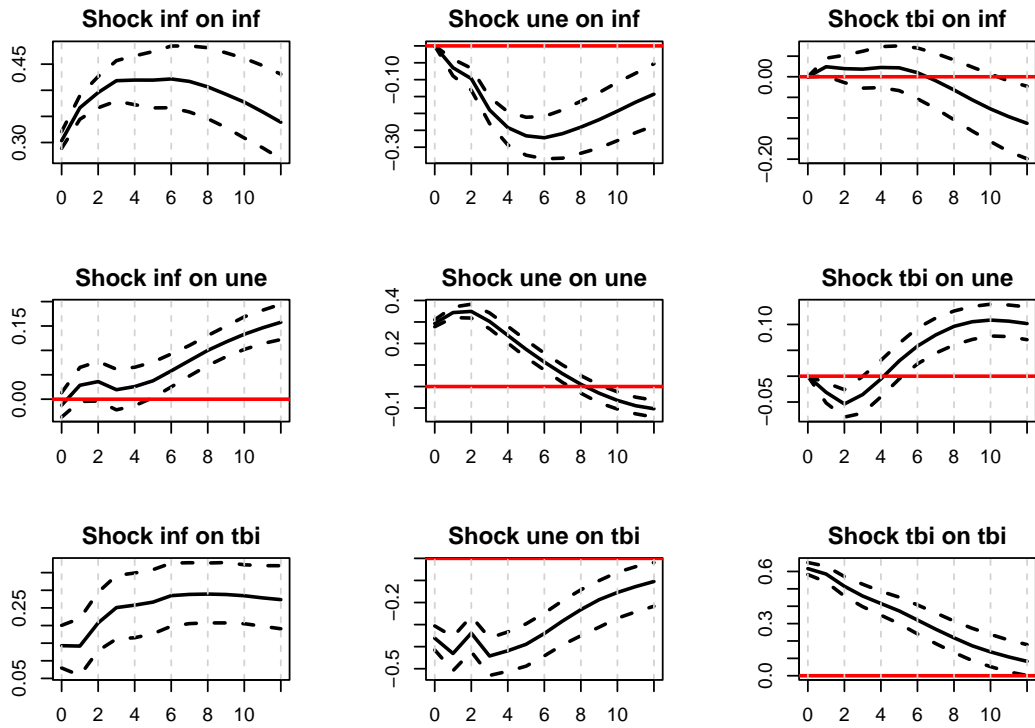 Shock inf on inf
0.30 0.45
0 2 4 6 8 10
Shock une on inf
−0.30 −0.10
0 2 4 6 8 10
Shock tbi on inf
−0.20 0.00
0 2 4 6 8 10
Shock inf on une
0.00 0.15
0 2 4 6 8 10
Shock une on une
−0.1 0.2 0.4
0 2 4 6 8 10
Shock tbi on une
−0.05 0.10
0 2 4 6 8 10
Shock inf on tbi
0.05 0.25
0 2 4 6 8 10
Shock une on tbi
−0.5 −0.2
0 2 4 6 8 10
Shock tbi on tbi
0.0 0.3 0.6
0 2 4 6 8 10